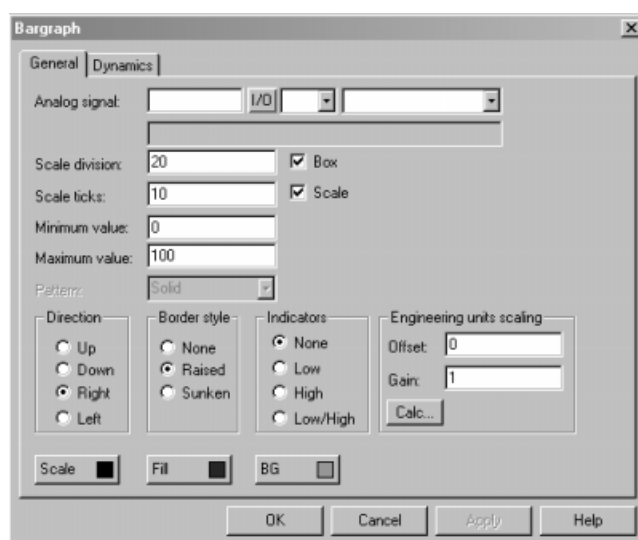 Bargraph
General Dynamics
Analog signal: I/O
Scale division: 20 Box
Scale ticks: 10 Scale
Minimum value: 0
Maximum value: 100
Pattern: Solid
Direction
Up
Down
Right
Left
Border style
None
Raised
Sunken
Indicators
None
Low
High
Low/High
Engineering units scaling
Offset: 0
Gain: 1
Calc...
Scale Fill BG
OK Cancel Apply Help